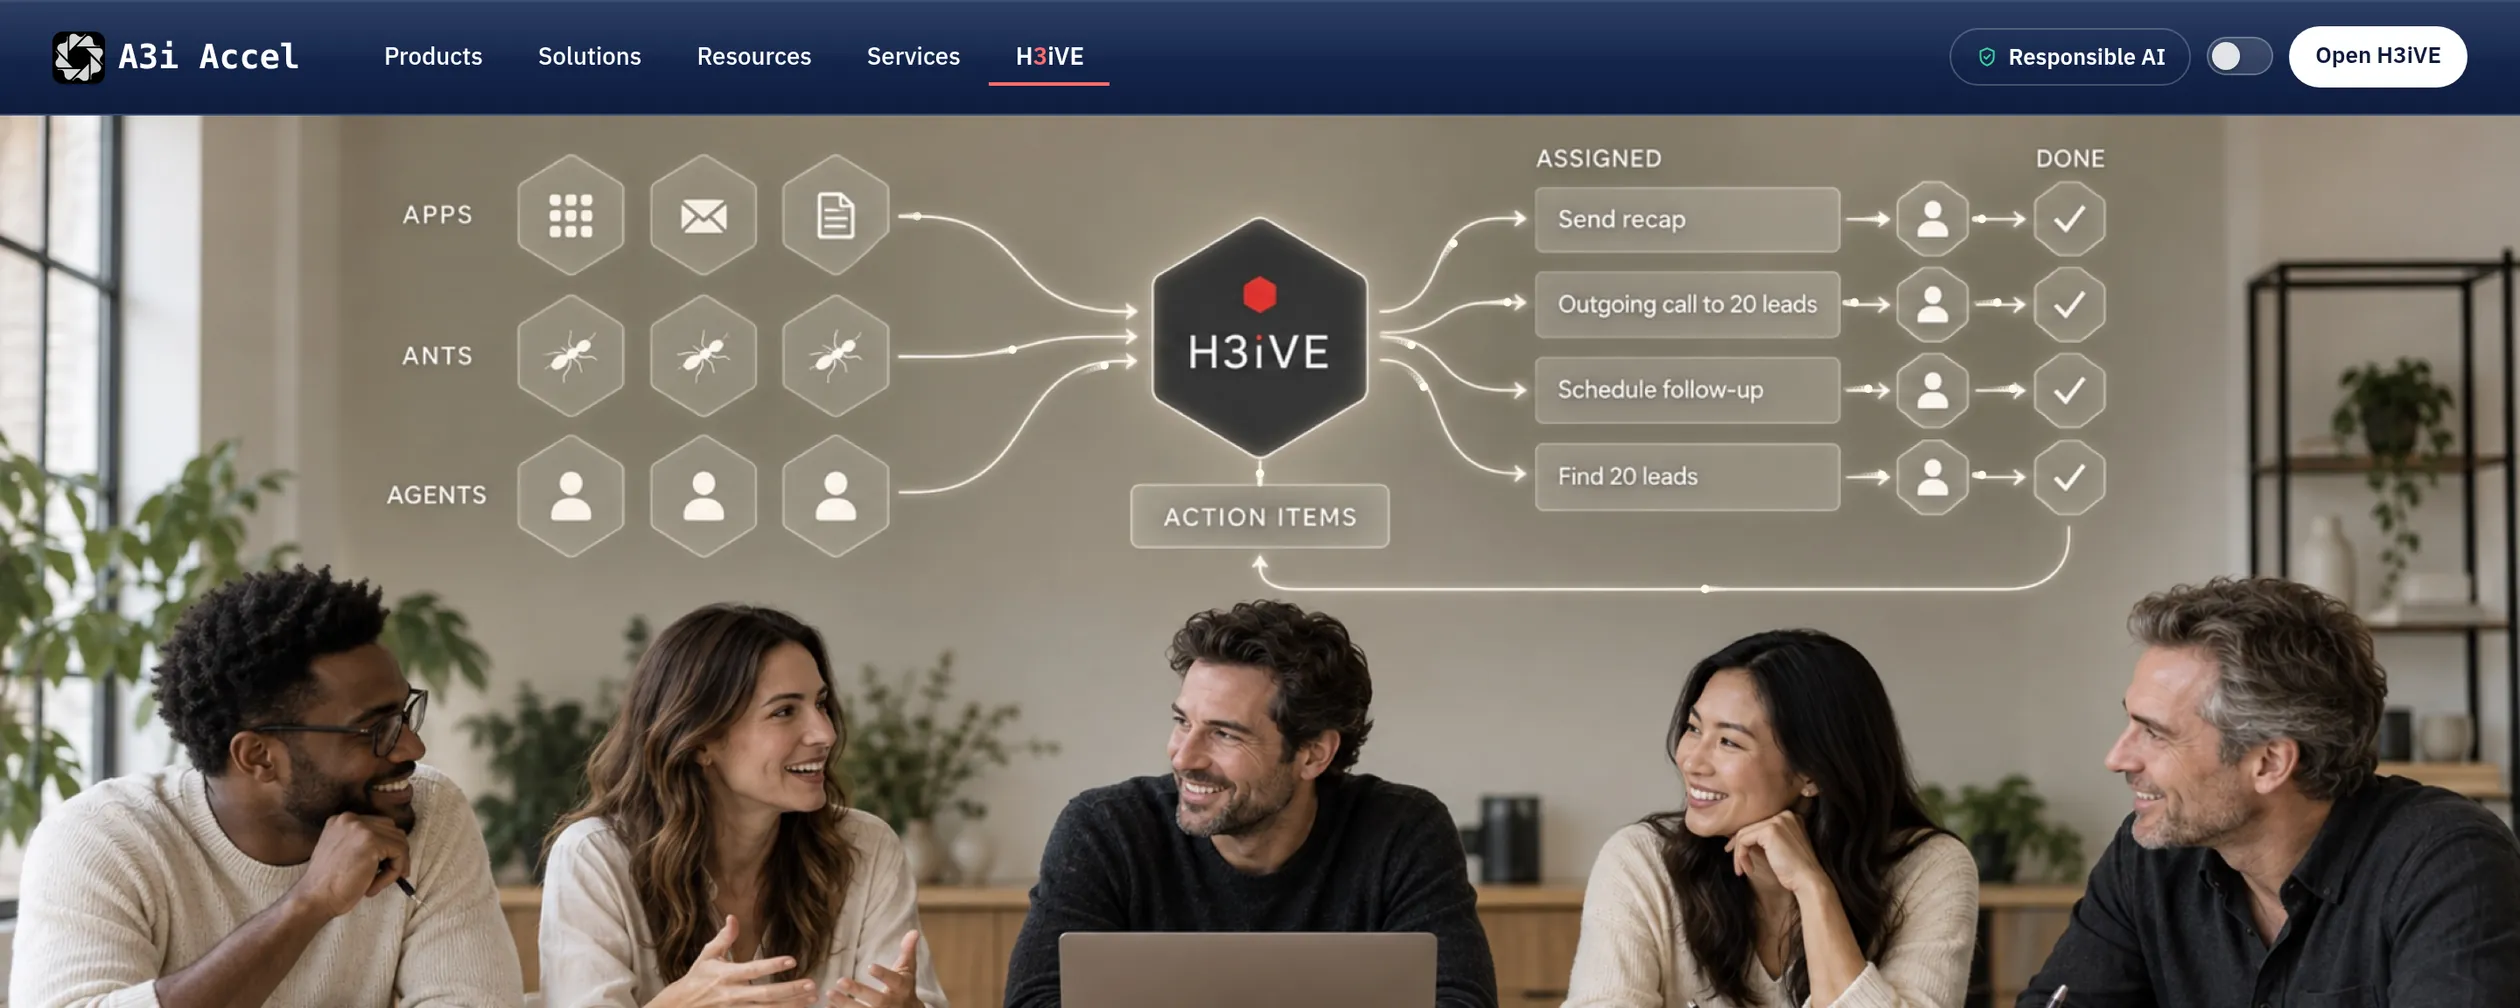 A3i Accel
Products
Solutions
Resources
Services
H3iVE
Responsible AI
Open H3iVE
APPS
ANTS
AGENTS
H3iVE
ACTION ITEMS
ASSIGNED
DONE
Send recap
Outgoing call to 20 leads
Schedule follow-up
Find 20 leads